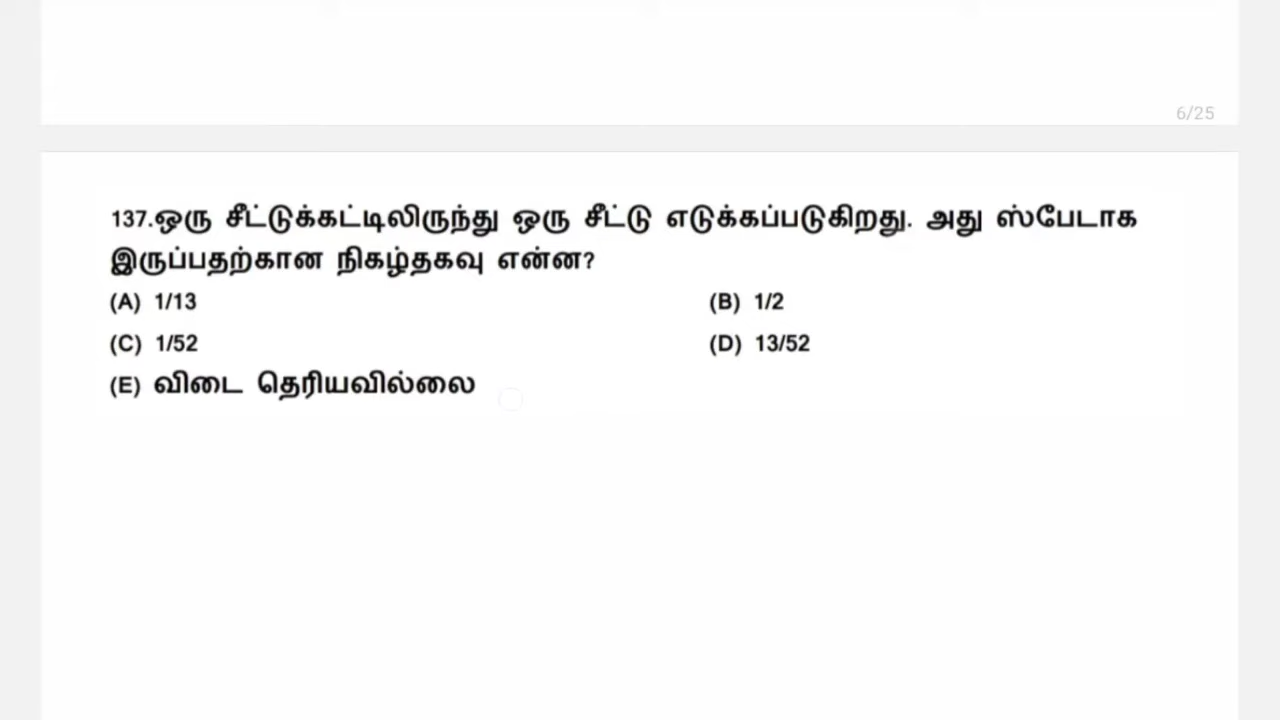 6/25
137.ஒரு சீட்டுக்கட்டிலிருந்து ஒரு சீட்டு எடுக்கப்படுகிறது. அது ஸ்பேடாக
இருப்பதற்கான நிகழ்தகவு என்ன?
(A) 1/13 (B) 1/2
(C) 1/52 (D) 13/52
(E) விடை தெரியவில்லை